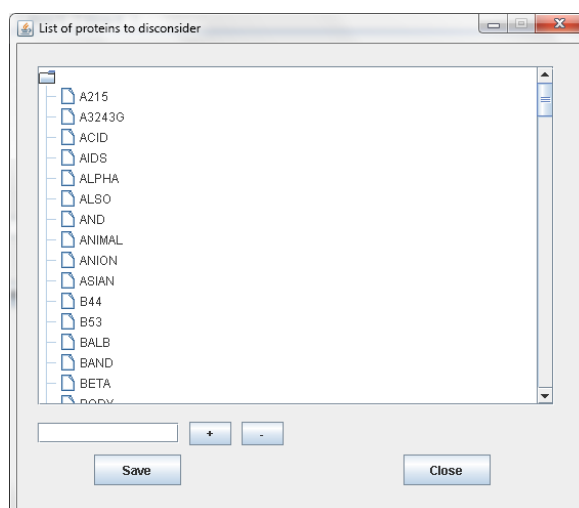 List of proteins to disconsider
A215
A3243G
ACID
AIDS
ALPHA
ALSO
AND
ANIMAL
ANION
ASIAN
B44
B53
BALB
BAND
BETA
BODY
+ -
Save Close